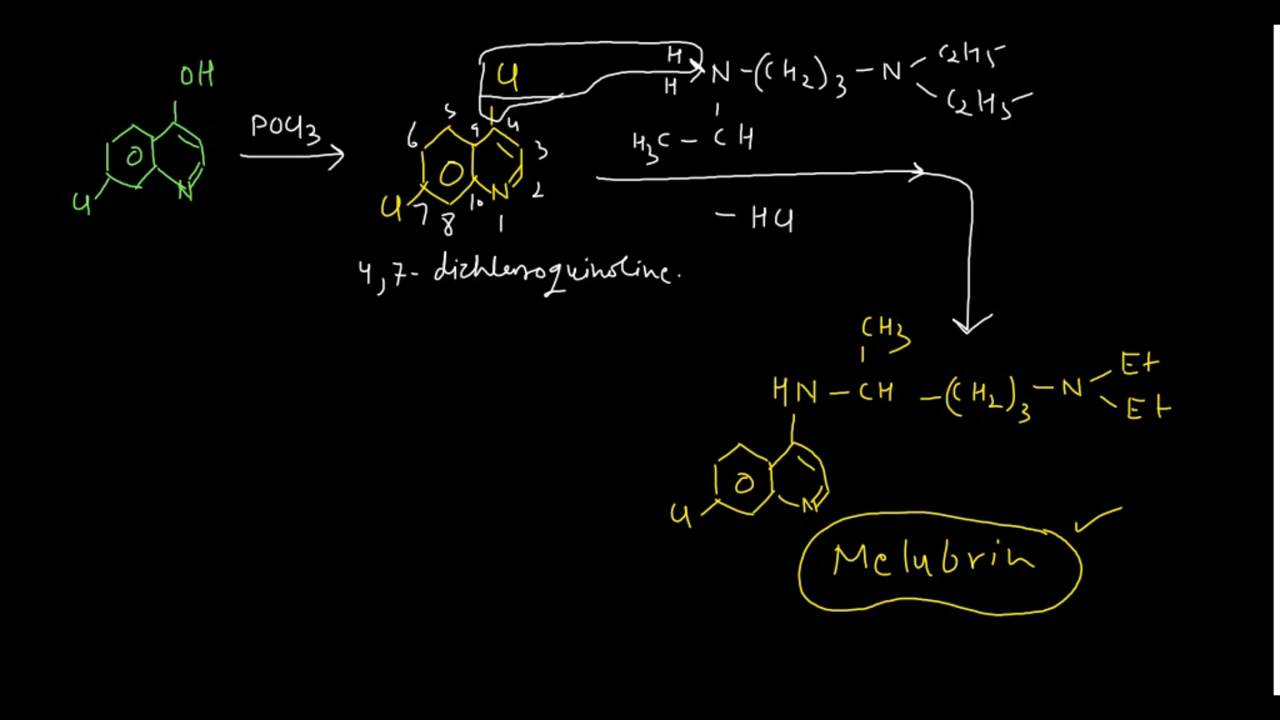 OH
POCl3
Cl
N
Cl
Cl
N
1
2
3
4
5
6
7
8
9
10
4,7- dichloroquinoline.
H
H
N-(CH2)3-N
C2H5
C2H5
H3C-CH
-HCl
CH3
HN-CH-(CH2)3-N
Et
Et
Cl
N
Melubrin